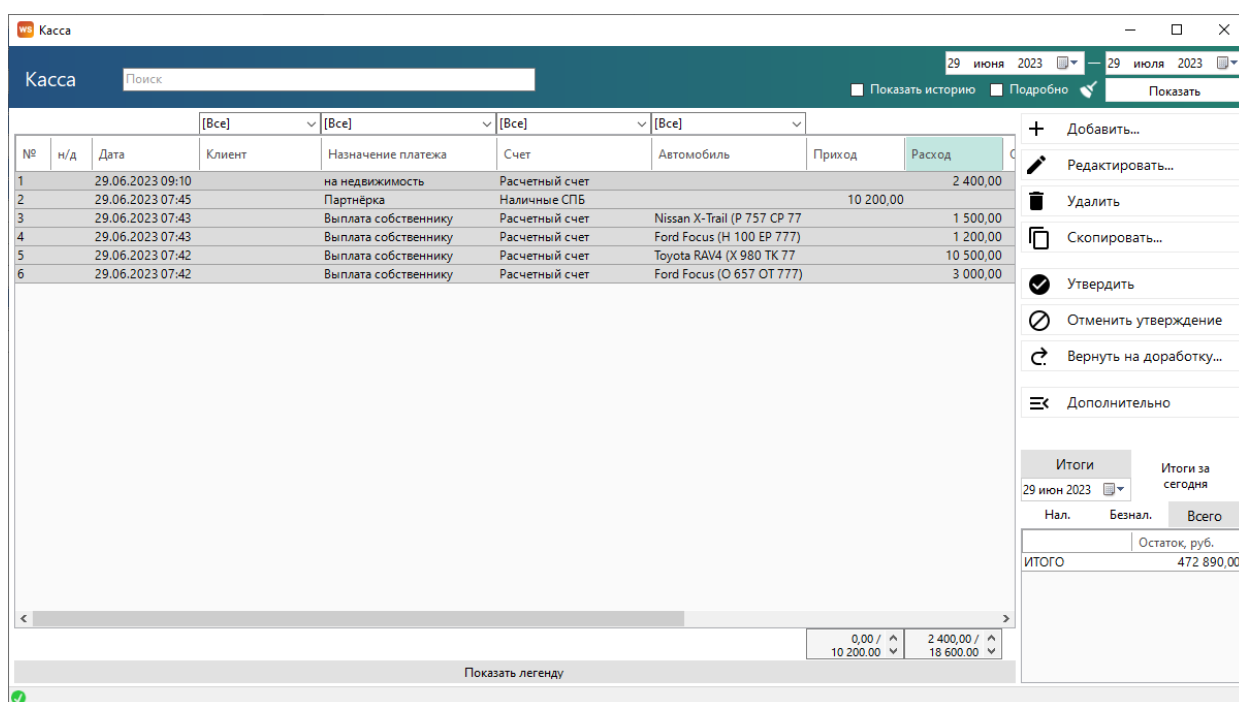 WS Касса
Касса
Поиск
29 июня 2023 — 29 июля 2023
Показать историю Подробно Показать
[Все] [Все] [Все] [Все]
№ н/д Дата Клиент Назначение платежа Счет Автомобиль Приход Расход
1 29.06.2023 09:10 на недвижимость Расчетный счет 2 400,00
2 29.06.2023 07:45 Партнёрка Наличные СПБ 10 200,00
3 29.06.2023 07:43 Выплата собственнику Расчетный счет Nissan X-Trail (Р 757 СР 77 1 500,00
4 29.06.2023 07:43 Выплата собственнику Расчетный счет Ford Focus (Н 100 ЕР 777) 1 200,00
5 29.06.2023 07:42 Выплата собственнику Расчетный счет Toyota RAV4 (Х 980 ТК 77 10 500,00
6 29.06.2023 07:42 Выплата собственнику Расчетный счет Ford Focus (О 657 ОТ 777) 3 000,00
0,00 / 2 400,00 /
10 200.00 18 600.00
Показать легенду
Добавить...
Редактировать...
Удалить
Скопировать...
Утвердить
Отменить утверждение
Вернуть на доработку...
Дополнительно
Итоги
Итоги за
сегодня
29 июн 2023
Нал. Безнал. Всего
Остаток, руб.
ИТОГО 472 890,00